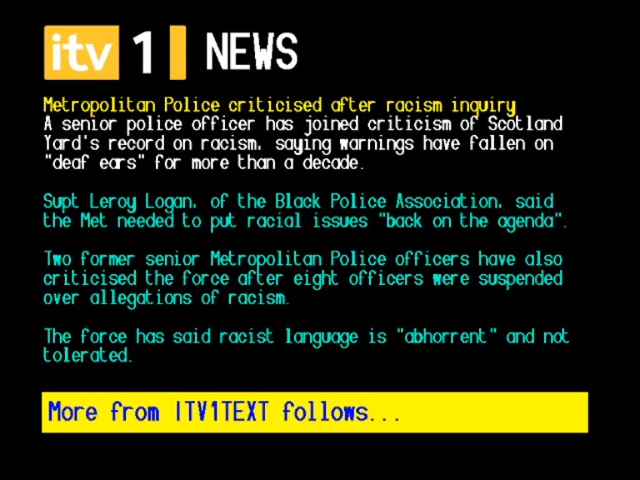 itv 1 NEWS
Metropolitan Police criticised after racism inquiry
A senior police officer has joined criticism of Scotland
Yard's record on racism, saying warnings have fallen on
"deaf ears" for more than a decade.
Supt Leroy Logan, of the Black Police Association, said
the Met needed to put racial issues "back on the agenda".
Two former senior Metropolitan Police officers have also
criticised the force after eight officers were suspended
over allegations of racism.
The force has said racist language is "abhorrent" and not
tolerated.
More from ITV1TEXT follows...